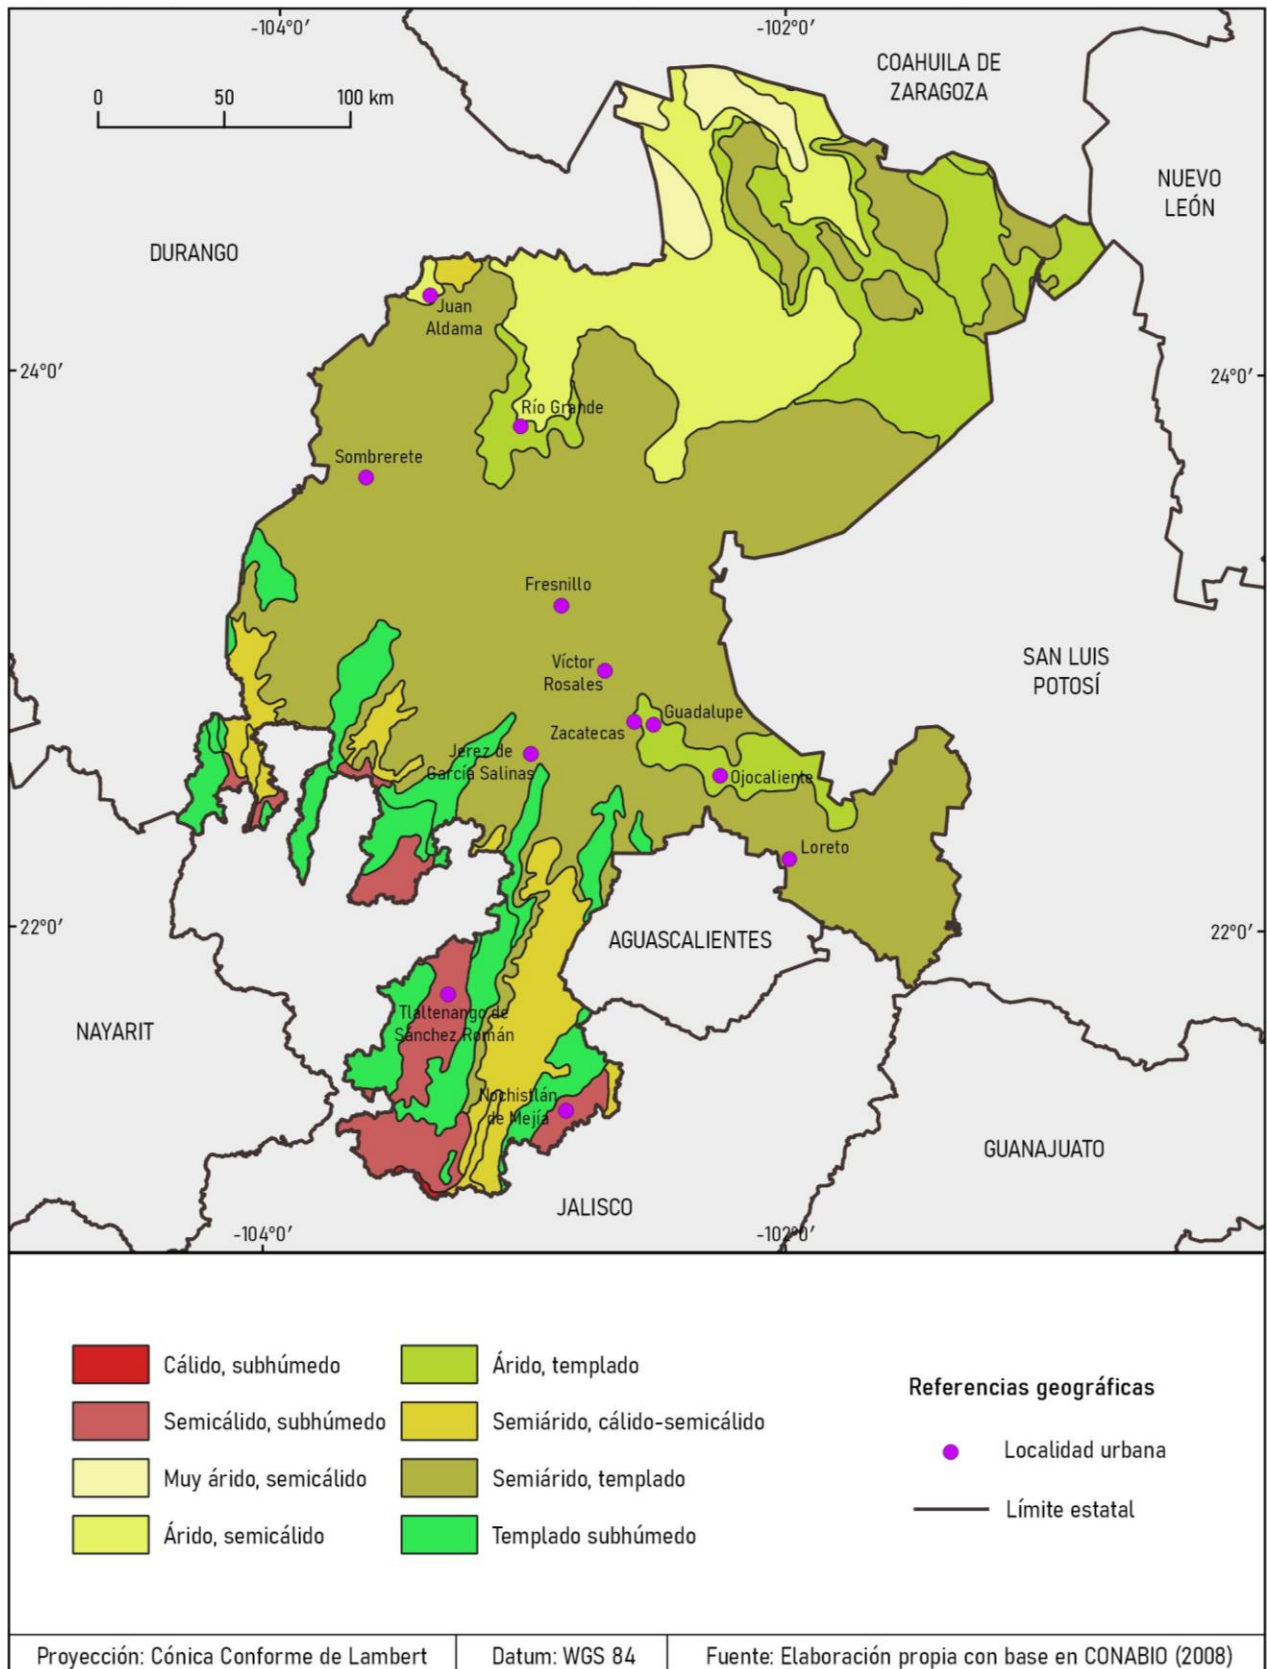 -104°0′
-102°0′
0 50 100 km
COAHUILA DE
ZARAGOZA
NUEVO
LEÓN
DURANGO
Juan
Aldama
24°0′
24°0′
Río Grande
Sombrerete
Fresnillo
Víctor
Rosales
SAN LUIS
POTOSÍ
Guadalupe
Zacatecas
Jerez de
García Salinas
Ojocaliente
Loreto
22°0′
22°0′
AGUASCALIENTES
NAYARIT
Tlaltenango de
Sánchez Román
Nochistlán
de Mejía
GUANAJUATO
JALISCO
-104°0′
-102°0′
Cálido, subhúmedo
Semicálido, subhúmedo
Muy árido, semicálido
Árido, semicálido
Árido, templado
Semiárido, cálido-semicálido
Semiárido, templado
Templado subhúmedo
Referencias geográficas
Localidad urbana
Límite estatal
Proyección: Cónica Conforme de Lambert
Datum: WGS 84
Fuente: Elaboración propia con base en CONABIO (2008)